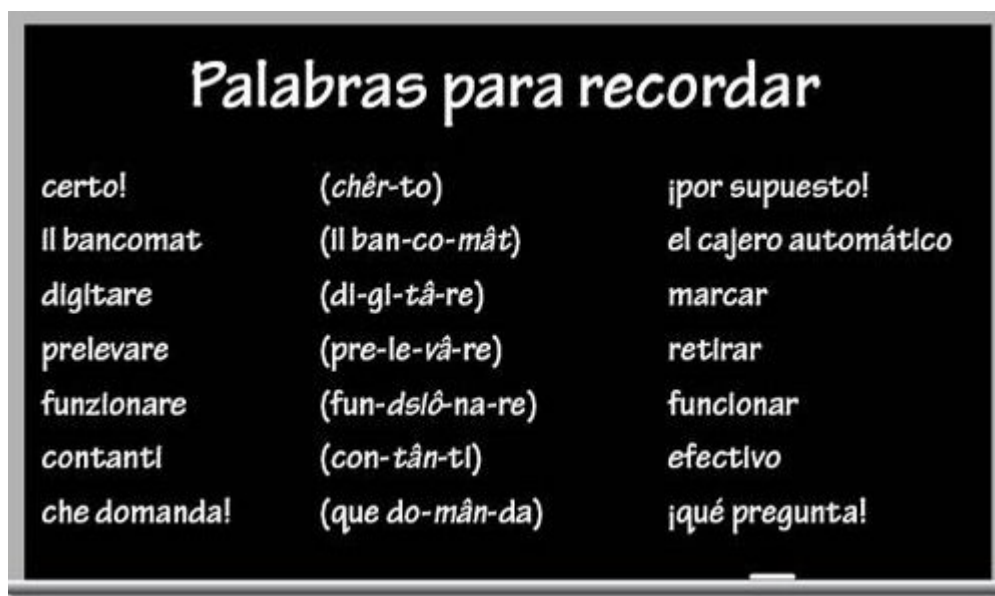 Palabras para recordar
certo! (chêr-to) ¡por supuesto!
il bancomat (il ban-co-mât) el cajero automático
digitare (di-gi-tâ-re) marcar
prelevare (pre-le-vâ-re) retirar
funzionare (fun-dsiô-na-re) funcionar
contanti (con-tân-ti) efectivo
che domanda! (que do-mân-da) ¡qué pregunta!